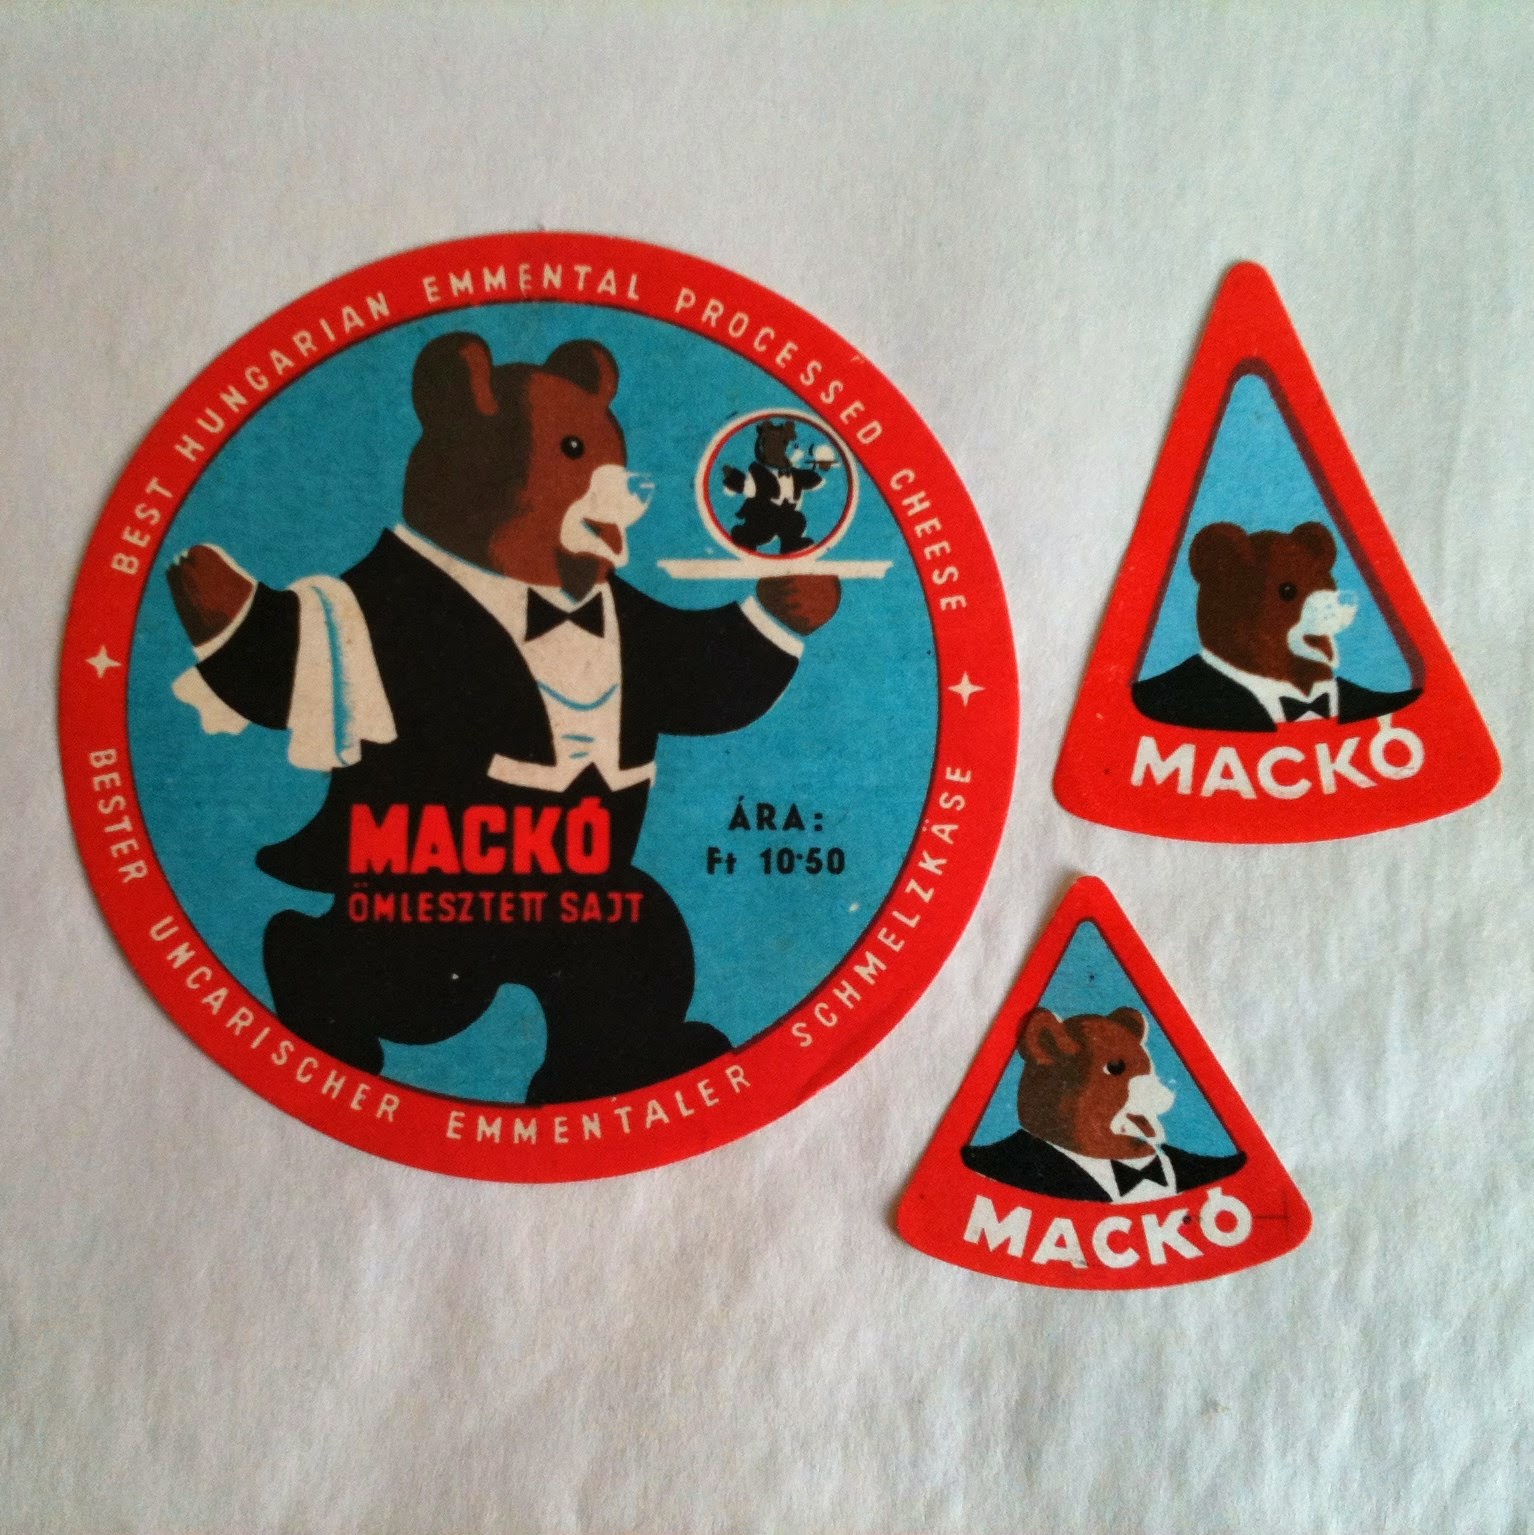 BEST HUNGARIAN EMMENTAL PROCESSED CHEESE
MACKÓ
ÖMLESZTETT SAJT
ÁRA:
Ft 10·50
BESTER UNGARISCHER EMMENTALER SCHMELZKÄSE
MACKÓ
MACKÓ